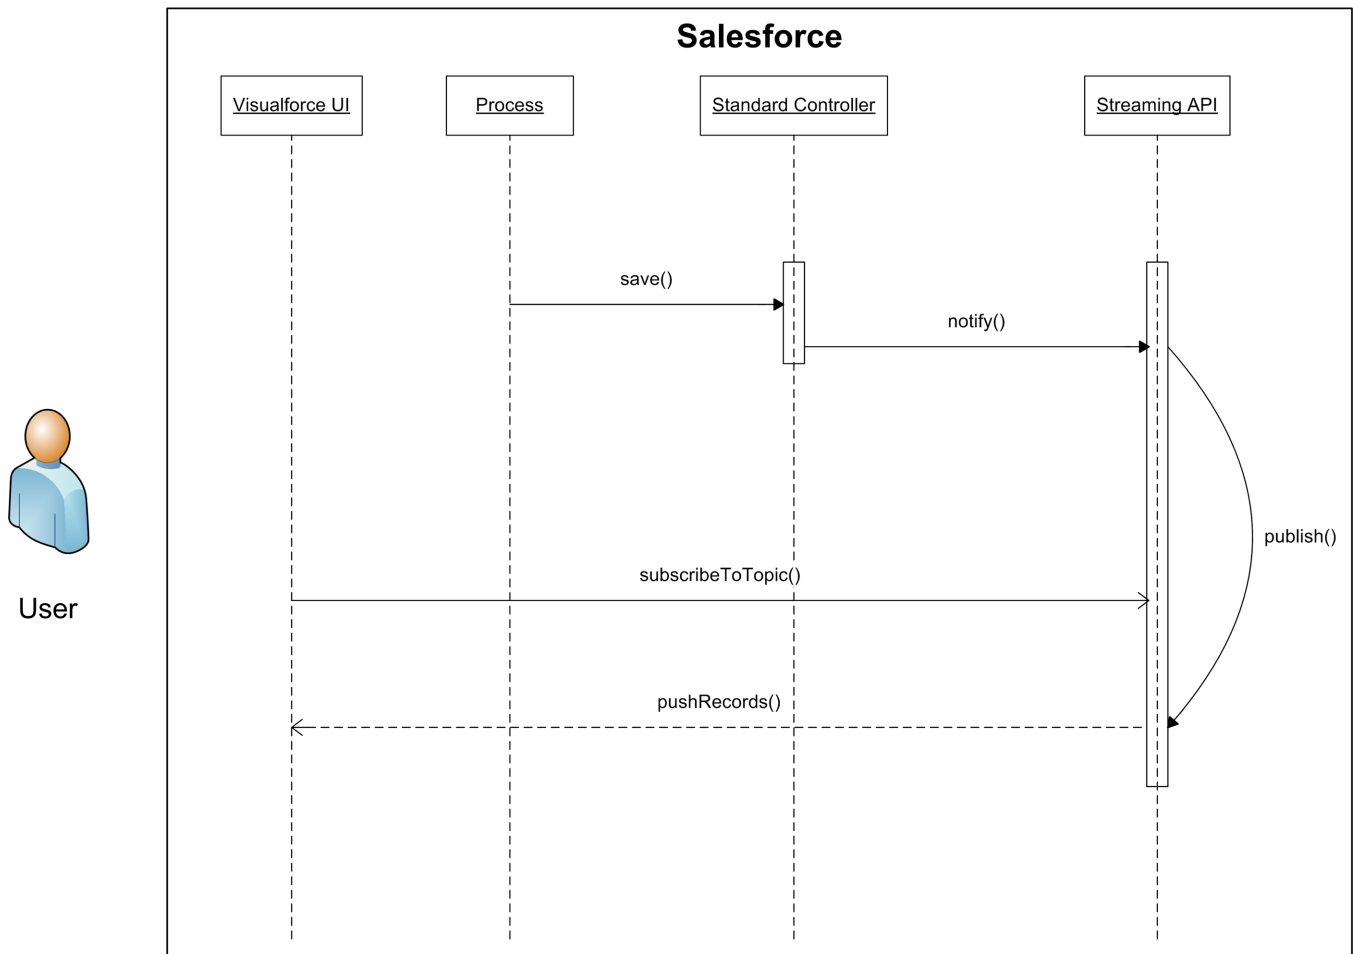 Salesforce
Visualforce UI
Process
Standard Controller
Streaming API
save()
notify()
publish()
subscribeToTopic()
User
pushRecords()